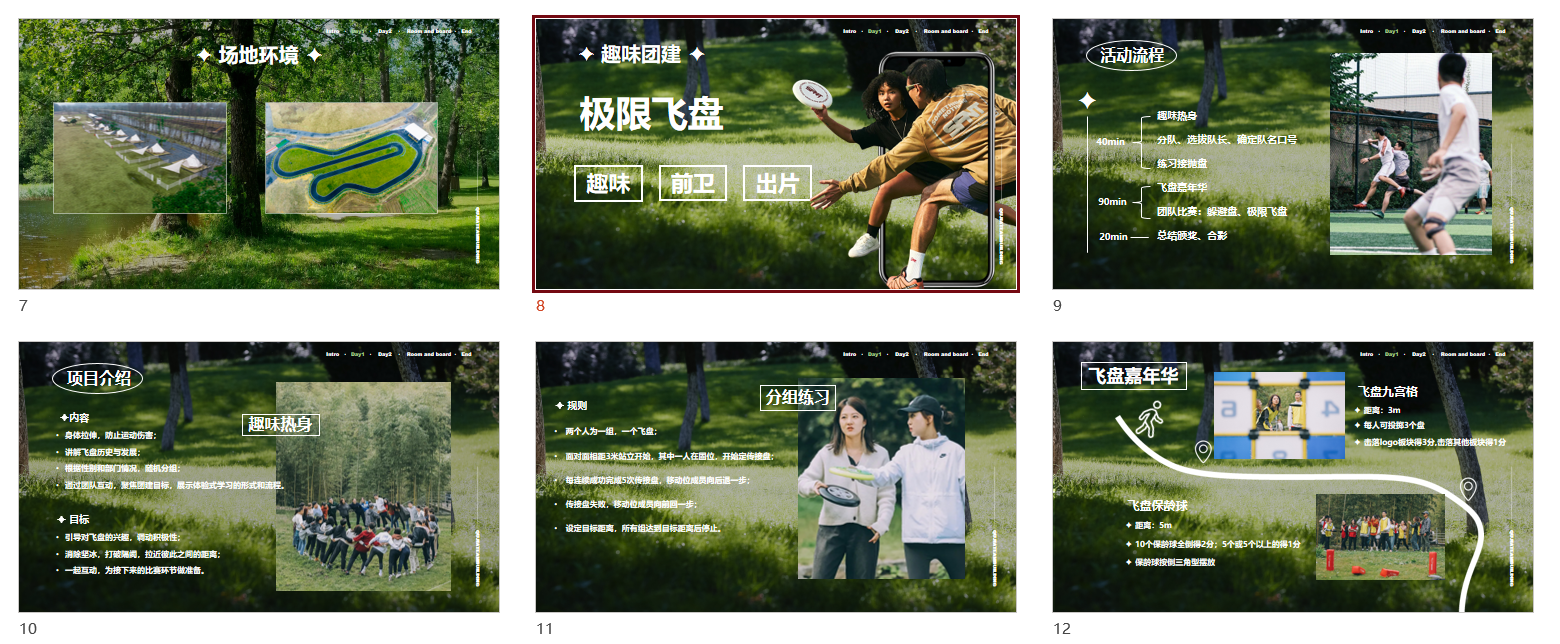 Intro · Day1 · Day2 · Room and board · End
✦ 场地环境 ✦
7
Intro · Day1 · Day2 · Room and board · End
✦ 趣味团建 ✦
极限飞盘
趣味 前卫 出片
8
Intro · Day1 · Day2 · Room and board · End
活动流程
40min
趣味热身
分队、选拔队长、确定队名口号
练习接抛盘
90min
飞盘嘉年华
团队比赛：躲避盘、极限飞盘
20min
总结颁奖、合影
9
Intro · Day1 · Day2 · Room and board · End
项目介绍
趣味热身
✦内容
• 身体拉伸，防止运动伤害；
• 讲解飞盘历史与发展；
• 根据性别和部门情况，随机分组；
• 通过团队互动，聚焦团建目标，展示体验式学习的形式和流程。
✦ 目标
• 引导对飞盘的兴趣，调动积极性；
• 消除坚冰，打破隔阂，拉近彼此之间的距离；
• 一起互动，为接下来的比赛环节做准备。
10
Intro · Day1 · Day2 · Room and board · End
分组练习
✦ 规则
• 两个人为一组，一个飞盘；
• 面对面相距3米站立开始，其中一人在固位，开始定传接盘；
• 每连续成功完成5次传接盘，移动位成员向后退一步；
• 传接盘失败，移动位成员向前回一步；
• 设定目标距离，所有组达到目标距离后停止。
11
Intro · Day1 · Day2 · Room and board · End
飞盘嘉年华
6
4
飞盘九宫格
✦ 距离：3m
✦ 每人可投掷3个盘
✦ 击落logo板块得3分,击落其他板块得1分
飞盘保龄球
✦ 距离：5m
✦ 10个保龄球全倒得2分；5个或5个以上的得1分
✦ 保龄球按倒三角型摆放
12